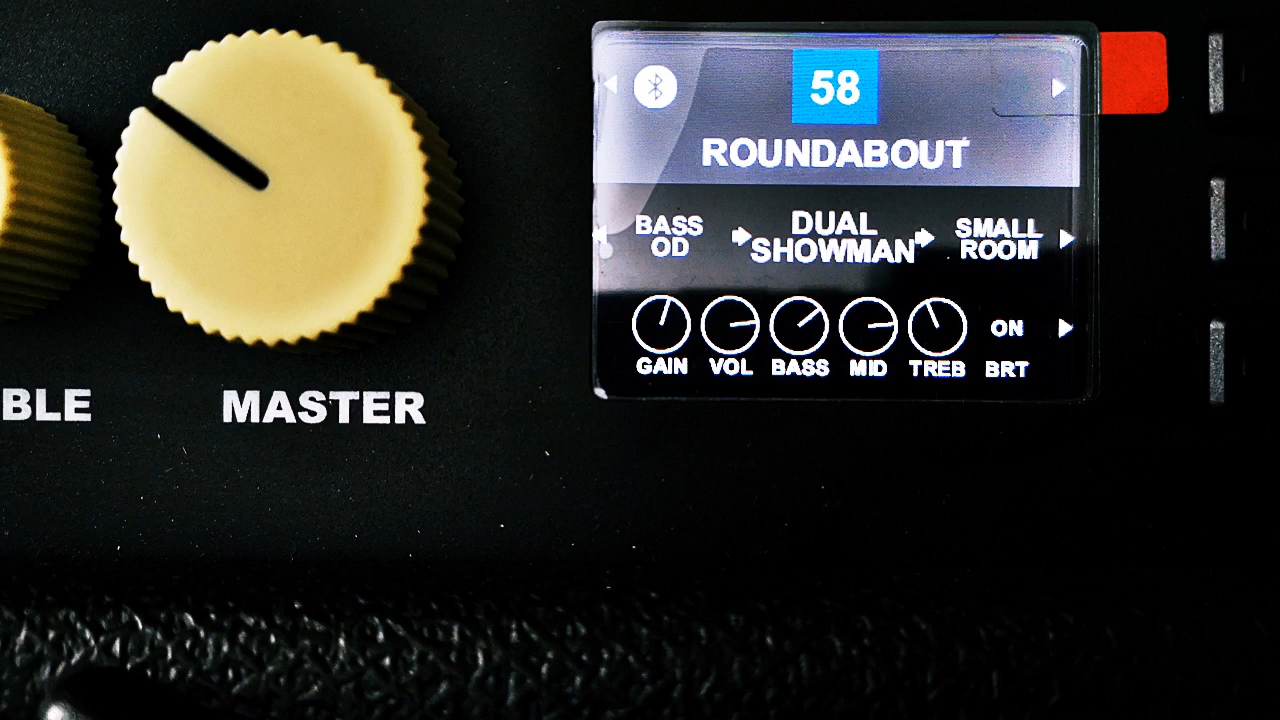 58
ROUNDABOUT
BASS OD
DUAL SHOWMAN
SMALL ROOM
ON
GAIN VOL BASS MID TREB BRT
BLE
MASTER